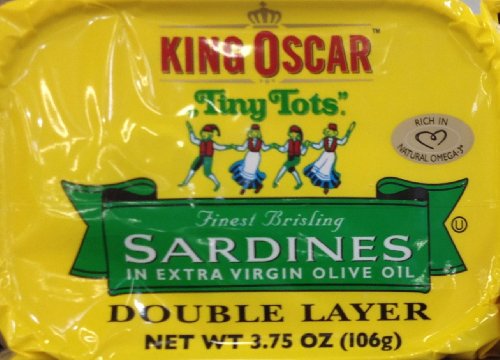 KING OSCAR
"Tiny Tots"
RICH IN
NATURAL OMEGA-3*
Finest Brisling
SARDINES
U
IN EXTRA VIRGIN OLIVE OIL
DOUBLE LAYER
NET WT 3.75 OZ (106g)